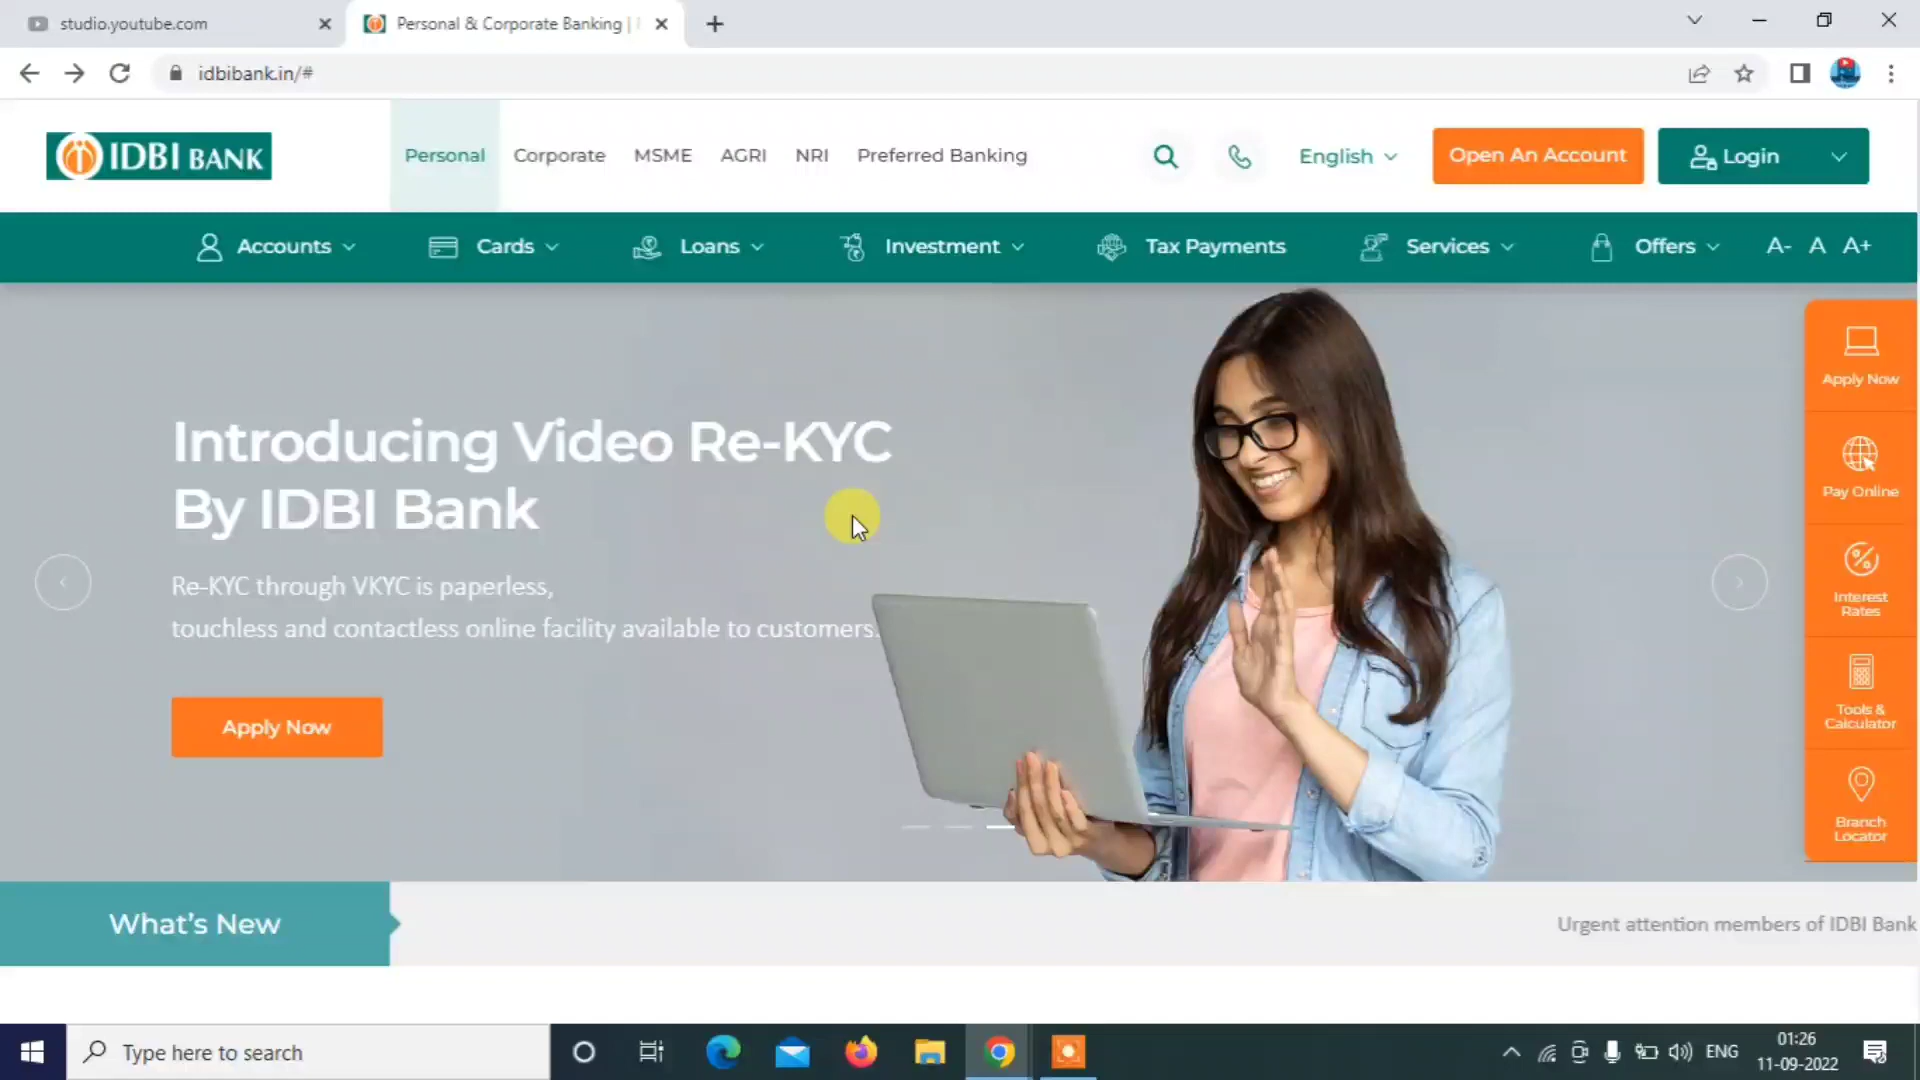 studio.youtube.com
Personal & Corporate Banking |
idbibank.in/#
IDBI BANK
Personal
Corporate
MSME
AGRI
NRI
Preferred Banking
English
Open An Account
Login
Accounts
Cards
Loans
Investment
Tax Payments
Services
Offers
A- A A+
Introducing Video Re-KYC
By IDBI Bank
Re-KYC through VKYC is paperless,
touchless and contactless online facility available to customers.
Apply Now
Apply Now
Pay Online
Interest
Rates
Tools &
Calculator
Branch
Locator
What's New
Urgent attention members of IDBI Bank
Type here to search
ENG
01:26
11-09-2022